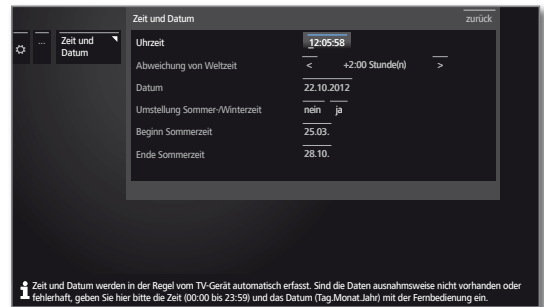 Zeit und Datum
zurück
...
Zeit und
Datum
Uhrzeit
12:05:58
Abweichung von Weltzeit
<
+2:00 Stunde(n)
>
Datum
22.10.2012
Umstellung Sommer-/Winterzeit
nein
ja
Beginn Sommerzeit
25.03.
Ende Sommerzeit
28.10.
Zeit und Datum werden in der Regel vom TV-Gerät automatisch erfasst. Sind die Daten ausnahmsweise nicht vorhanden oder
fehlerhaft, geben Sie hier bitte die Zeit (00:00 bis 23:59) und das Datum (Tag.Monat.Jahr) mit der Fernbedienung ein.